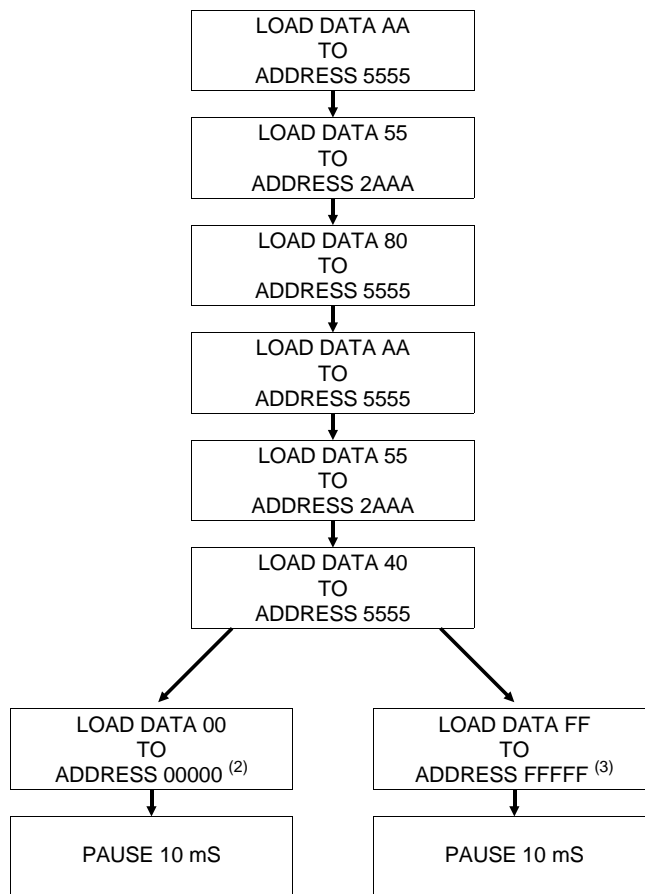 LOAD DATA AA
TO
ADDRESS 5555
LOAD DATA 55
TO
ADDRESS 2AAA
LOAD DATA 80
TO
ADDRESS 5555
LOAD DATA AA
TO
ADDRESS 5555
LOAD DATA 55
TO
ADDRESS 2AAA
LOAD DATA 40
TO
ADDRESS 5555
LOAD DATA 00
TO
ADDRESS 00000 (2)
PAUSE 10 mS
LOAD DATA FF
TO
ADDRESS FFFFF (3)
PAUSE 10 mS